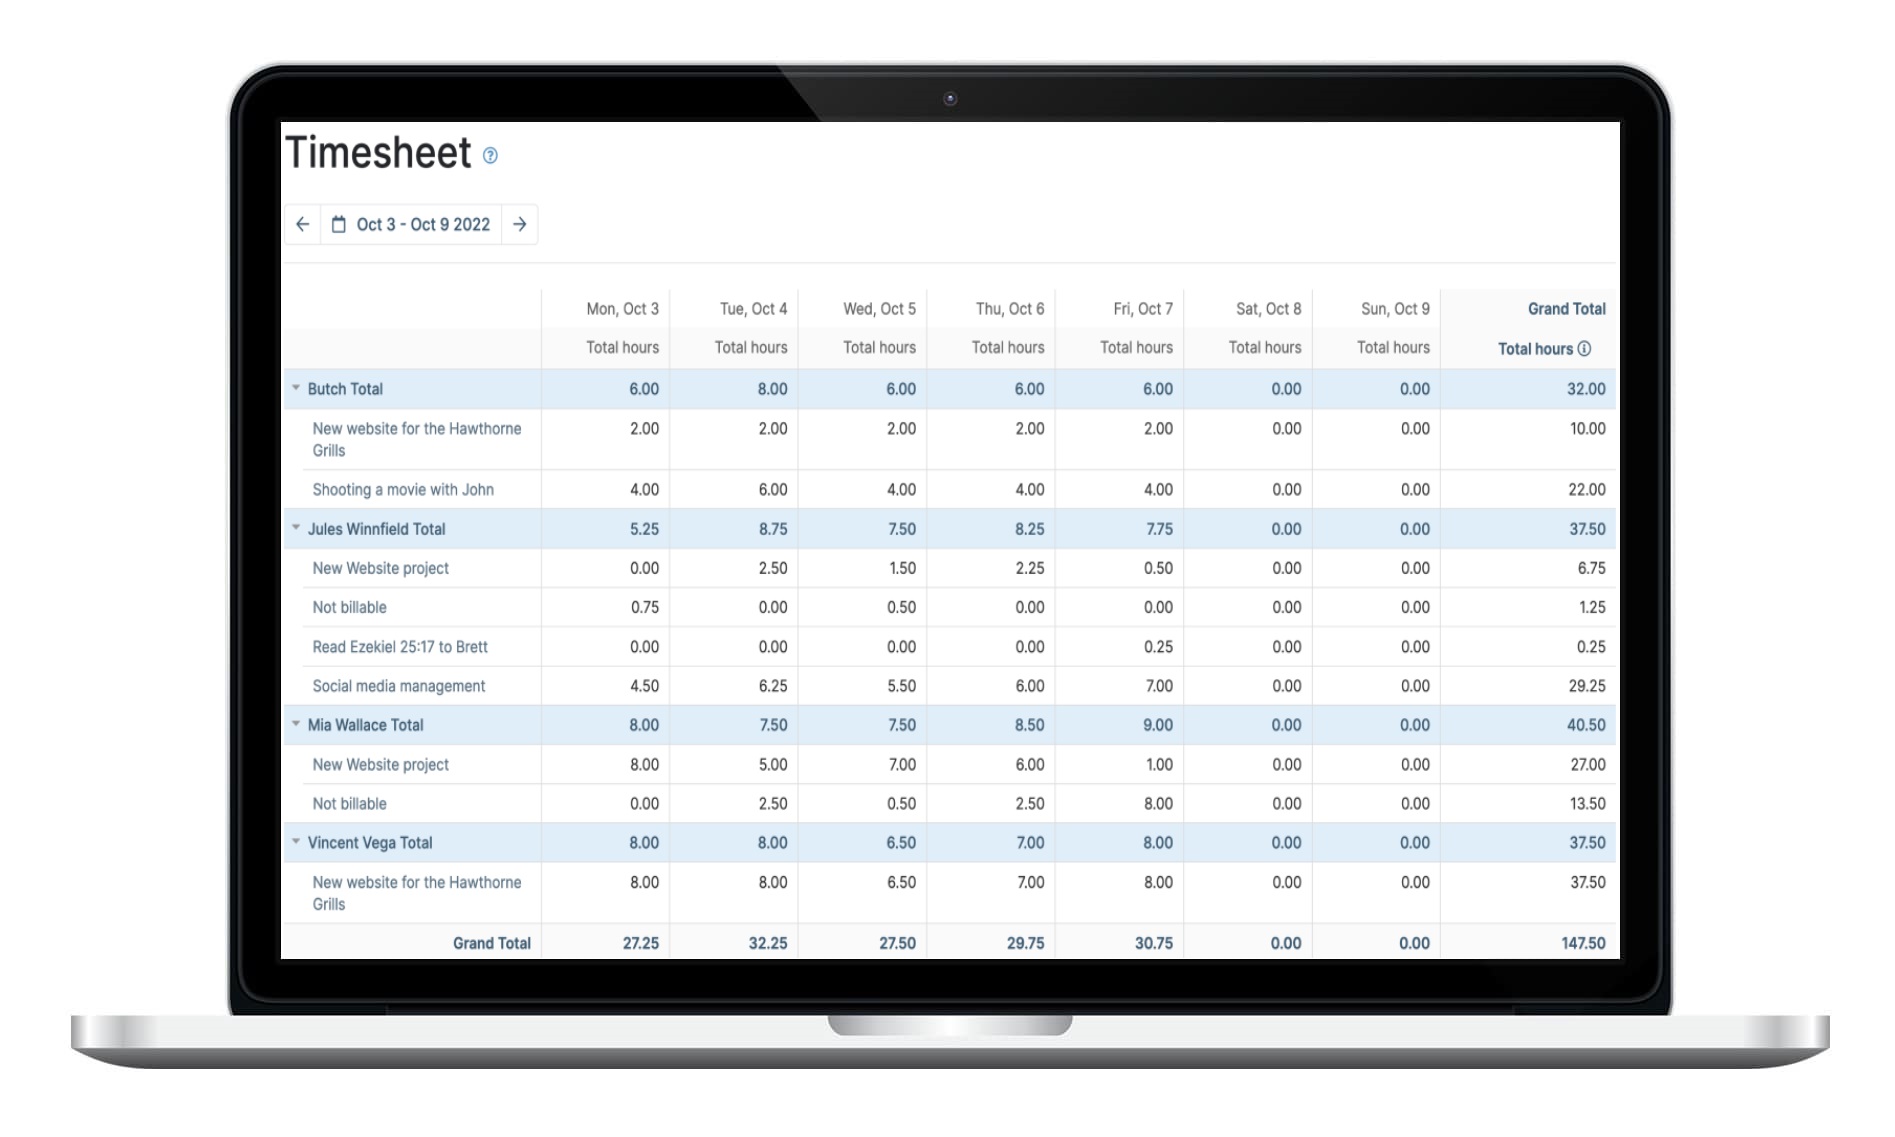 Timesheet
Oct 3 - Oct 9 2022
Mon, Oct 3 Tue, Oct 4 Wed, Oct 5 Thu, Oct 6 Fri, Oct 7 Sat, Oct 8 Sun, Oct 9 Grand Total
Total hours Total hours Total hours Total hours Total hours Total hours Total hours Total hours
Butch Total 6.00 8.00 6.00 6.00 6.00 0.00 0.00 32.00
New website for the Hawthorne 2.00 2.00 2.00 2.00 2.00 0.00 0.00 10.00
Grills
Shooting a movie with John 4.00 6.00 4.00 4.00 4.00 0.00 0.00 22.00
Jules Winnfield Total 5.25 8.75 7.50 8.25 7.75 0.00 0.00 37.50
New Website project 0.00 2.50 1.50 2.25 0.50 0.00 0.00 6.75
Not billable 0.75 0.00 0.50 0.00 0.00 0.00 0.00 1.25
Read Ezekiel 25:17 to Brett 0.00 0.00 0.00 0.00 0.25 0.00 0.00 0.25
Social media management 4.50 6.25 5.50 6.00 7.00 0.00 0.00 29.25
Mia Wallace Total 8.00 7.50 7.50 8.50 9.00 0.00 0.00 40.50
New Website project 8.00 5.00 7.00 6.00 1.00 0.00 0.00 27.00
Not billable 0.00 2.50 0.50 2.50 8.00 0.00 0.00 13.50
Vincent Vega Total 8.00 8.00 6.50 7.00 8.00 0.00 0.00 37.50
New website for the Hawthorne 8.00 8.00 6.50 7.00 8.00 0.00 0.00 37.50
Grills
Grand Total 27.25 32.25 27.50 29.75 30.75 0.00 0.00 147.50